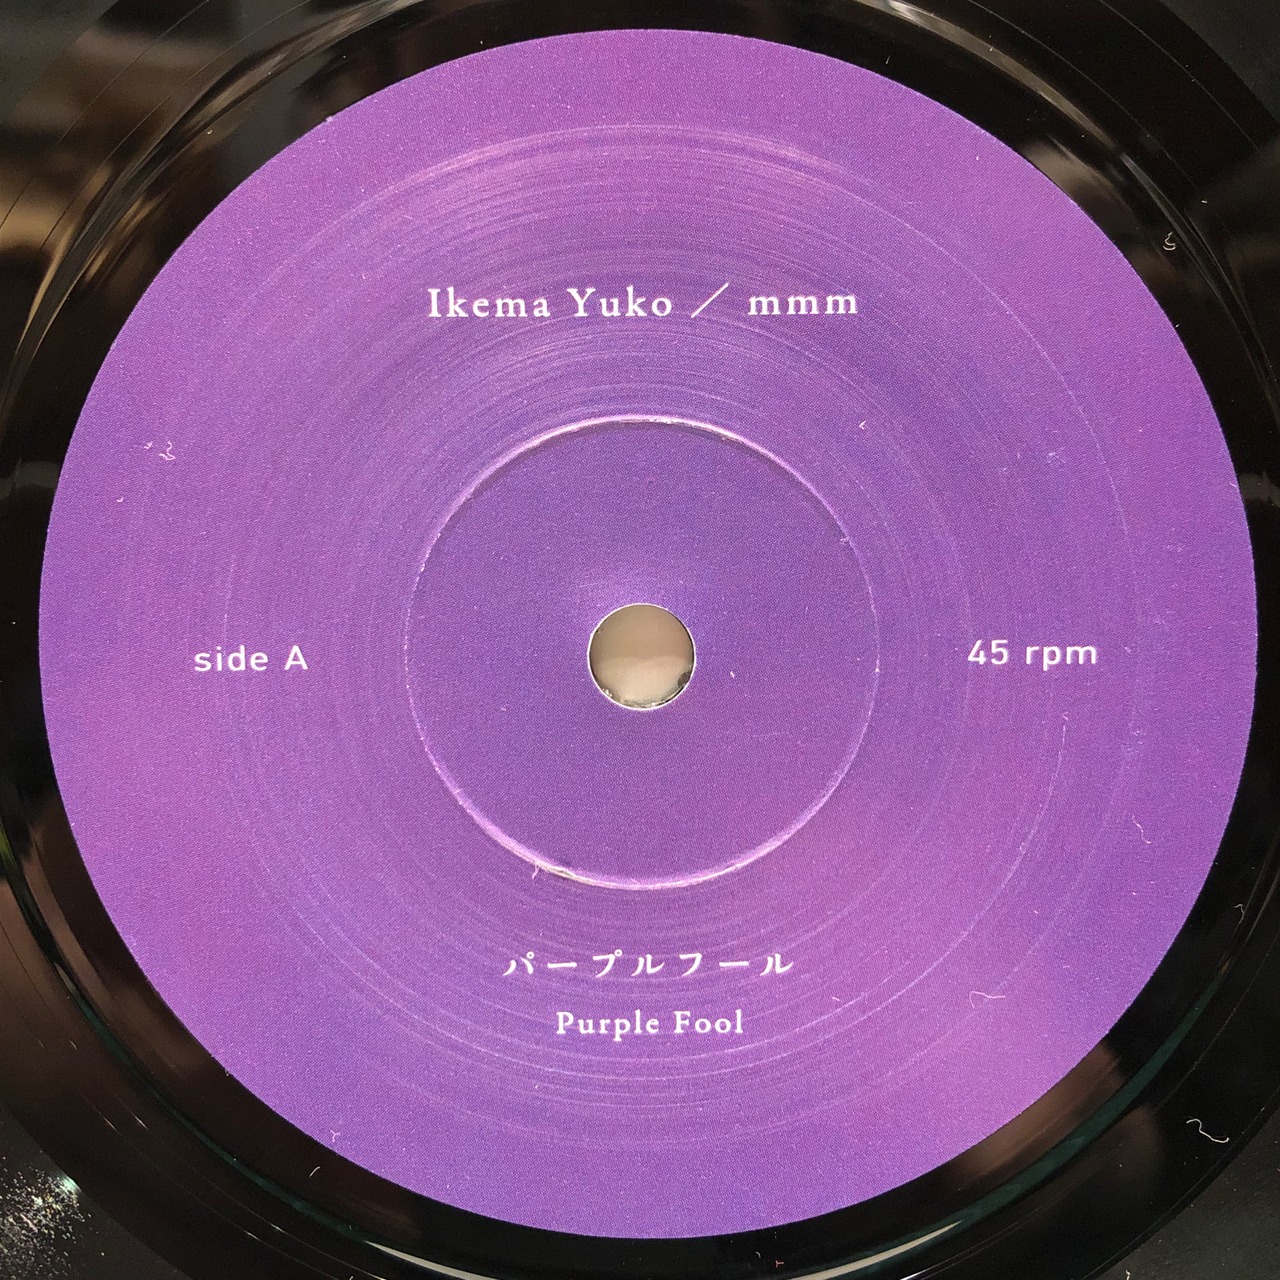 Ikema Yuko ／ mmm
side A
45 rpm
パープルフール
Purple Fool